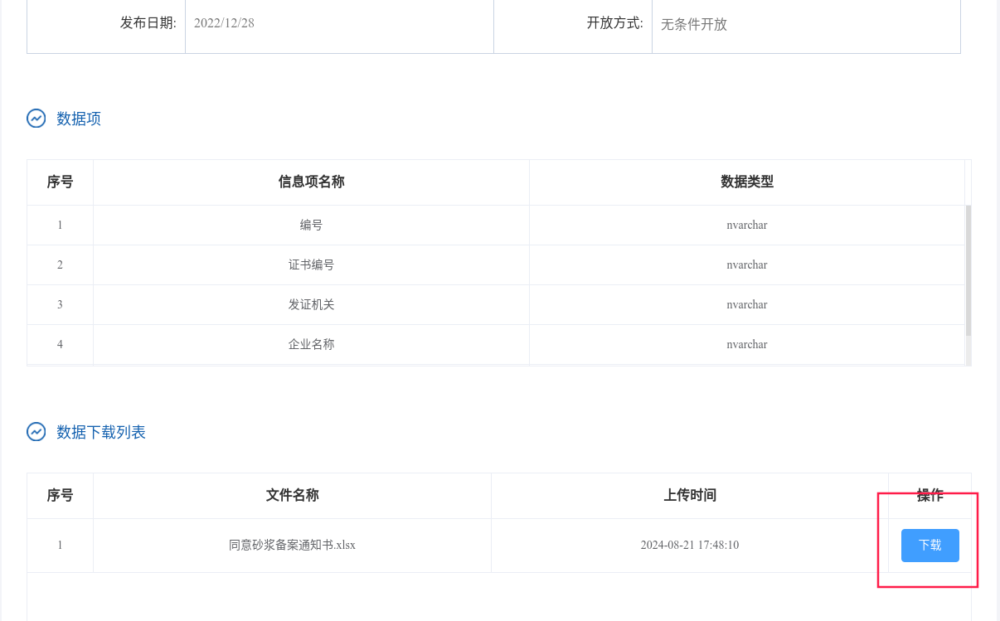 发布日期: 2022/12/28 开放方式: 无条件开放
数据项
序号 信息项名称 数据类型
1 编号 nvarchar
2 证书编号 nvarchar
3 发证机关 nvarchar
4 企业名称 nvarchar
数据下载列表
序号 文件名称 上传时间 操作
1 同意砂浆备案通知书.xlsx 2024-08-21 17:48:10 下载